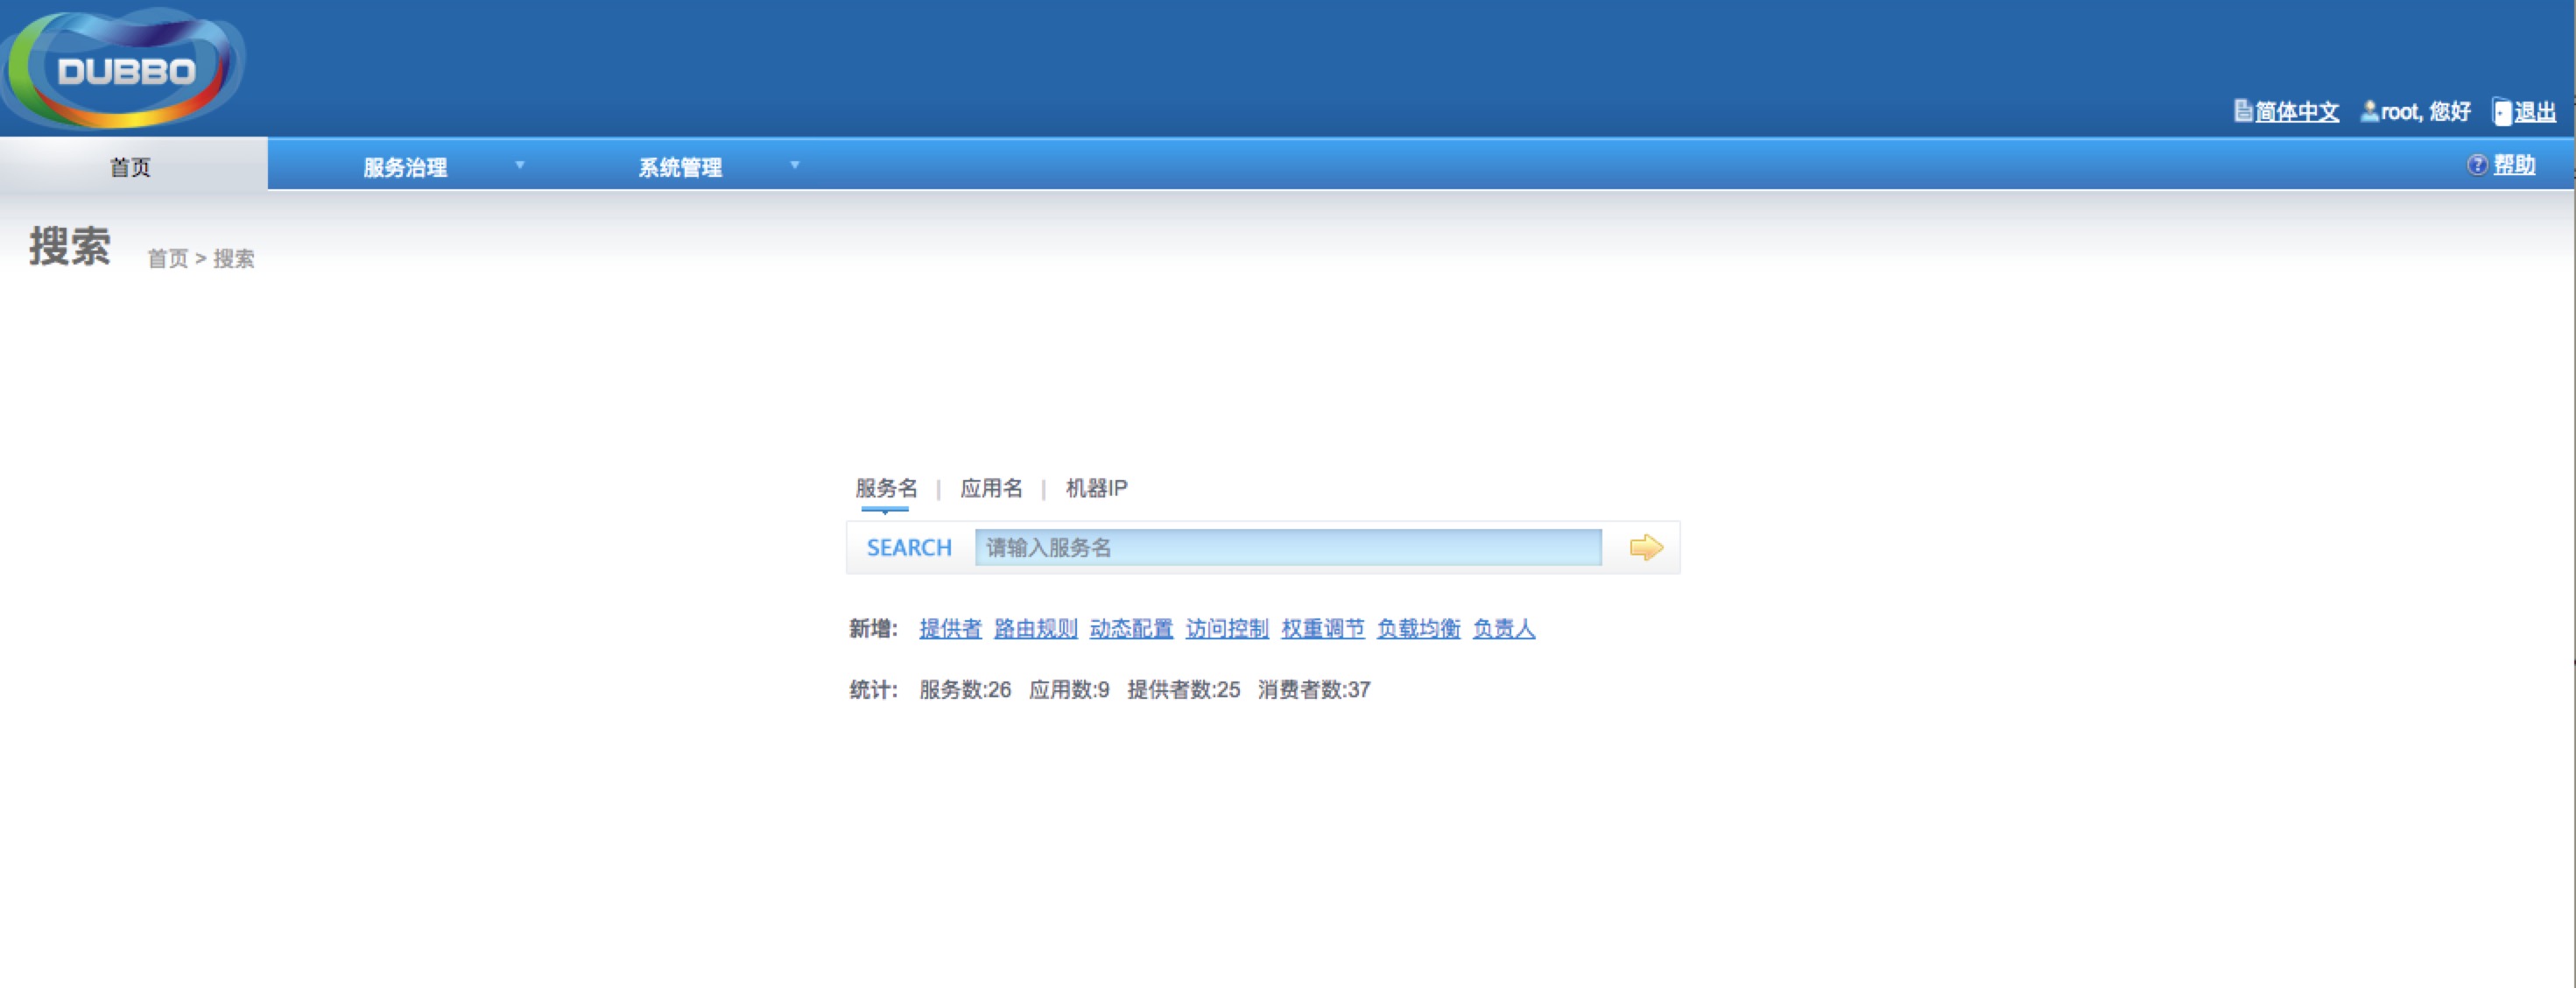 DUBBO
简体中文 root, 您好 退出
首页 服务治理 系统管理 帮助
搜索 首页 > 搜索
服务名 | 应用名 | 机器IP
SEARCH 请输入服务名
新增: 提供者 路由规则 动态配置 访问控制 权重调节 负载均衡 负责人
统计: 服务数:26 应用数:9 提供者数:25 消费者数:37